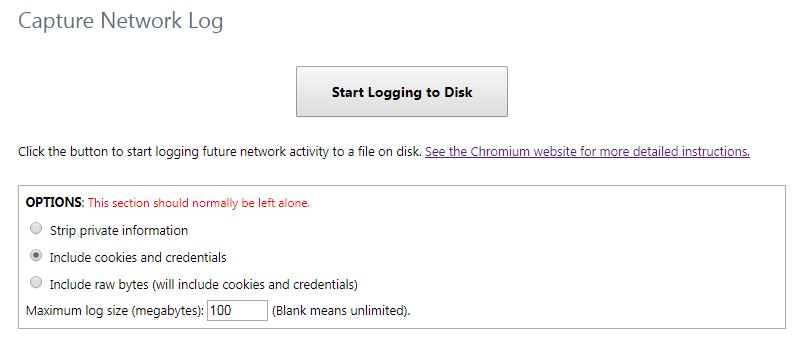 Capture Network Log
Start Logging to Disk
Click the button to start logging future network activity to a file on disk. See the Chromium website for more detailed instructions.
OPTIONS: This section should normally be left alone.
Strip private information
Include cookies and credentials
Include raw bytes (will include cookies and credentials)
Maximum log size (megabytes): 100 (Blank means unlimited).